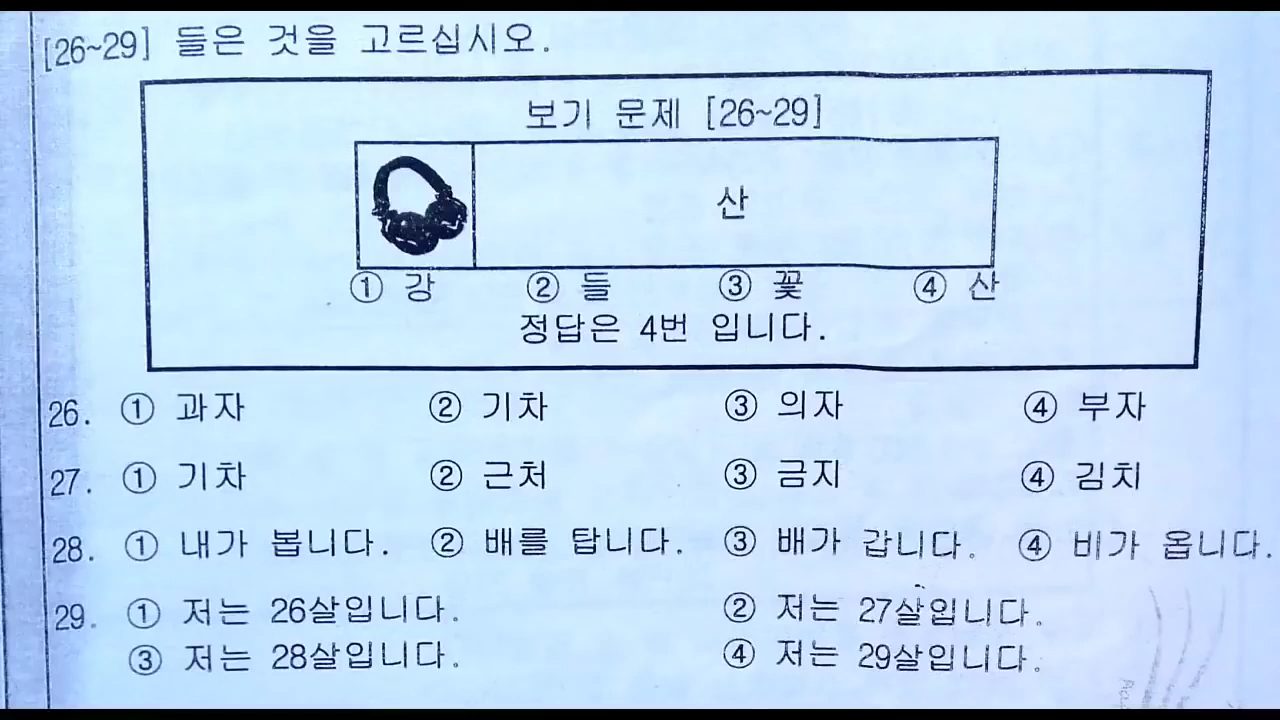 [26~29] 들은 것을 고르십시오.
보기 문제 [26~29]
산
① 강 ② 들 ③ 꽃 ④ 산
정답은 4번 입니다.
26. ① 과자 ② 기차 ③ 의자 ④ 부자
27. ① 기차 ② 근처 ③ 금지 ④ 김치
28. ① 내가 봅니다. ② 배를 탑니다. ③ 배가 갑니다. ④ 비가 옵니다.
29. ① 저는 26살입니다. ② 저는 27살입니다.
③ 저는 28살입니다. ④ 저는 29살입니다.